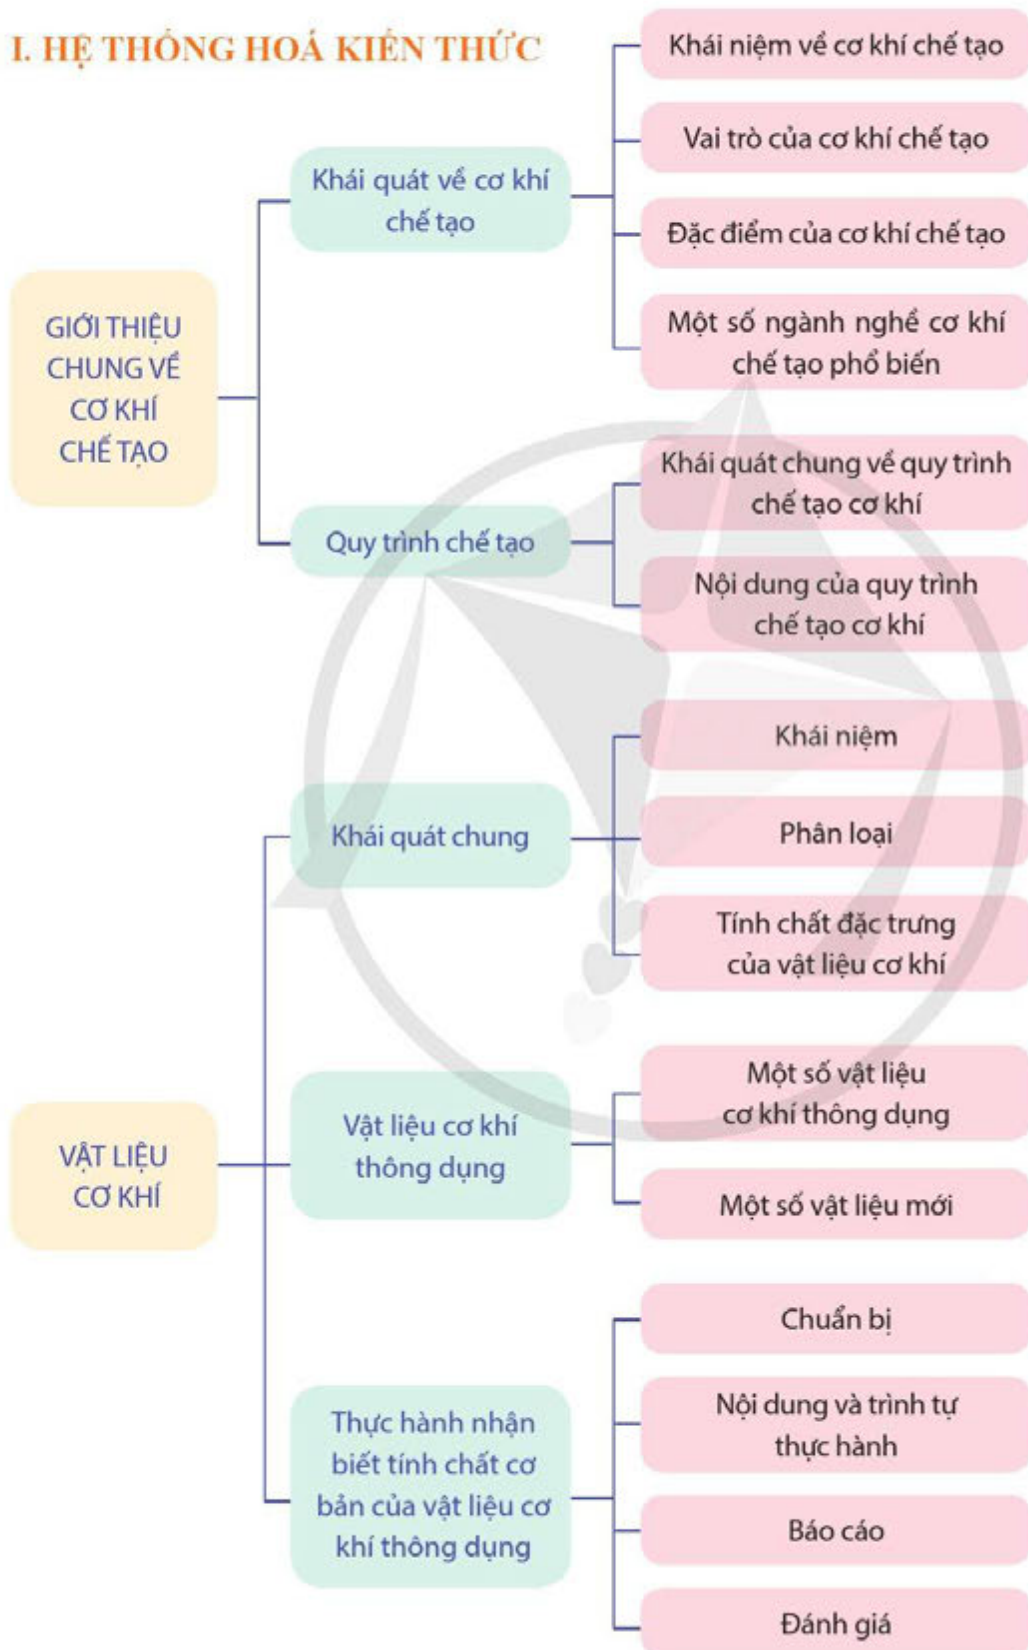 I. HỆ THỐNG HOÁ KIẾN THỨC
GIỚI THIỆU
CHUNG VỀ
CƠ KHÍ
CHẾ TẠO
Khái quát về cơ khí
chế tạo
Khái niệm về cơ khí chế tạo
Vai trò của cơ khí chế tạo
Đặc điểm của cơ khí chế tạo
Một số ngành nghề cơ khí
chế tạo phổ biến
Quy trình chế tạo
Khái quát chung về quy trình
chế tạo cơ khí
Nội dung của quy trình
chế tạo cơ khí
VẬT LIỆU
CƠ KHÍ
Khái quát chung
Khái niệm
Phân loại
Tính chất đặc trưng
của vật liệu cơ khí
Vật liệu cơ khí
thông dụng
Một số vật liệu
cơ khí thông dụng
Một số vật liệu mới
Thực hành nhận
biết tính chất cơ
bản của vật liệu cơ
khí thông dụng
Chuẩn bị
Nội dung và trình tự
thực hành
Báo cáo
Đánh giá